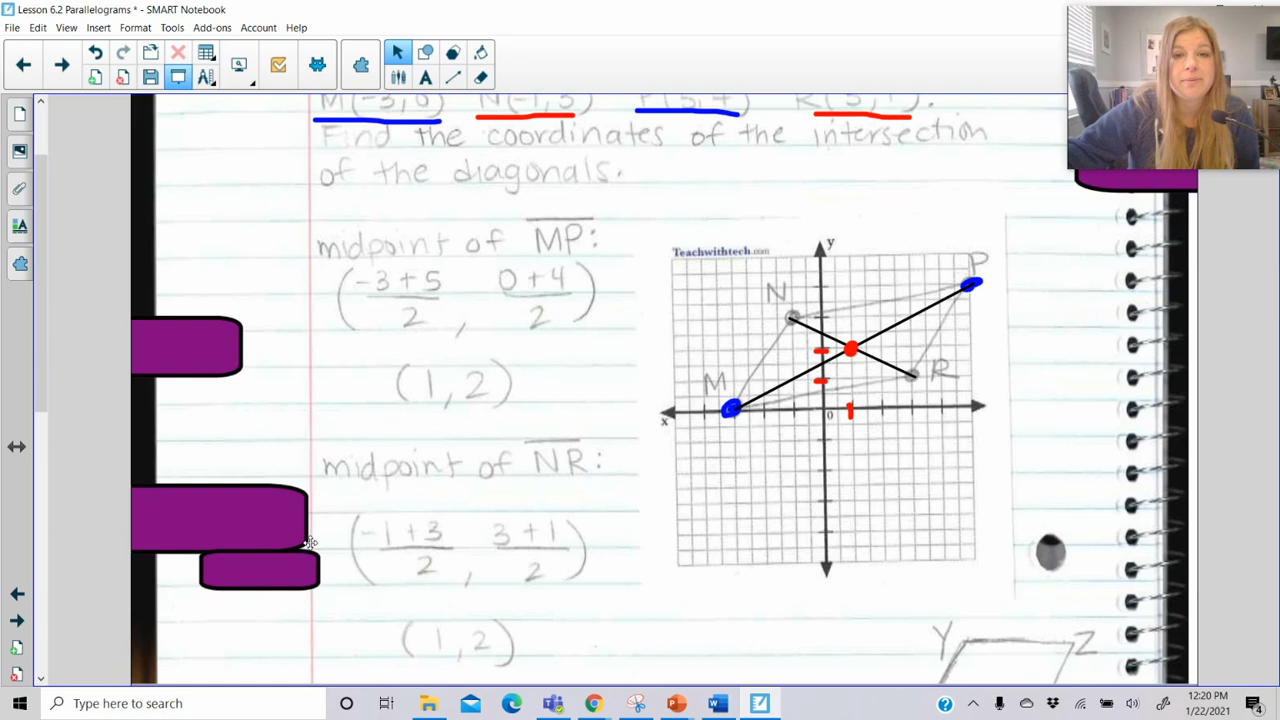 Lesson 6.2 Parallelograms * - SMART Notebook
File Edit View Insert Format Tools Add-ons Account Help
Find the coordinates of the intersection
of the diagonals.
midpoint of MP:
(-3+5/2, 0+4/2)
(1,2)
midpoint of NR:
(-1+3/2, 3+1/2)
(1,2)
Teachwithtech.com
y
P
N
M
R
x
0
Y Z
Type here to search
12:20 PM
1/22/2021
4